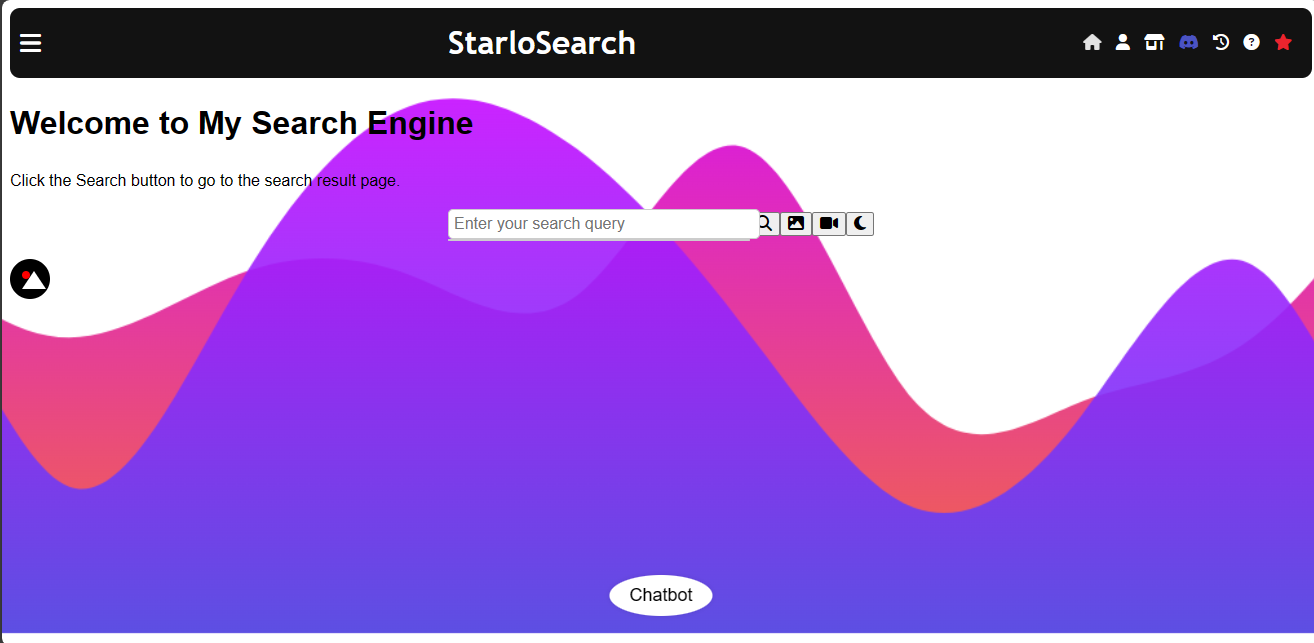 StarloSearch
Welcome to My Search Engine
Click the Search button to go to the search result page.
Enter your search query
Chatbot